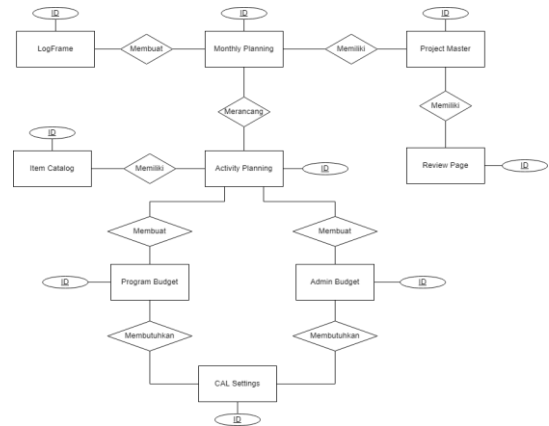 ID
ID
ID
LogFrame
Membuat
Monthly Planning
Memiliki
Project Master
Merancang
Memiliki
ID
Item Catalog
Memiliki
Activity Planning
ID
Review Page
ID
Membuat
Membuat
ID
Program Budget
Admin Budget
ID
Membutuhkan
Membutuhkan
CAL Settings
ID